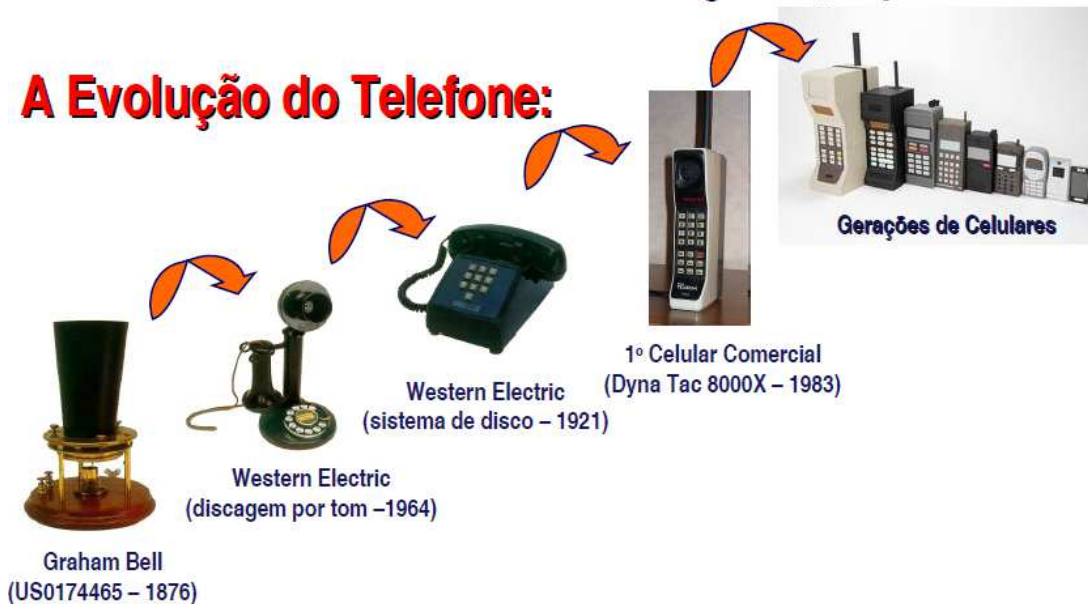 A Evolução do Telefone:
Gerações de Celulares
1º Celular Comercial
(Dyna Tac 8000X – 1983)
Western Electric
(sistema de disco – 1921)
Western Electric
(discagem por tom –1964)
Graham Bell
(US0174465 – 1876)